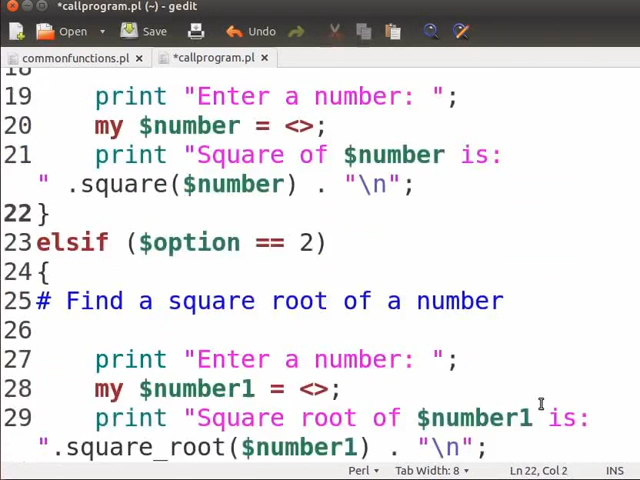 *callprogram.pl (~) - gedit
Open Save Undo
commonfunctions.pl × *callprogram.pl ×
18
19 print "Enter a number: ";
20 my $number = <>;
21 print "Square of $number is:
" .square($number) . "\n";
22 }
23 elsif ($option == 2)
24 {
25 # Find a square root of a number
26
27 print "Enter a number: ";
28 my $number1 = <>;
29 print "Square root of $number1 is:
".square_root($number1) . "\n";
Perl Tab Width: 8 Ln 22, Col 2 INS